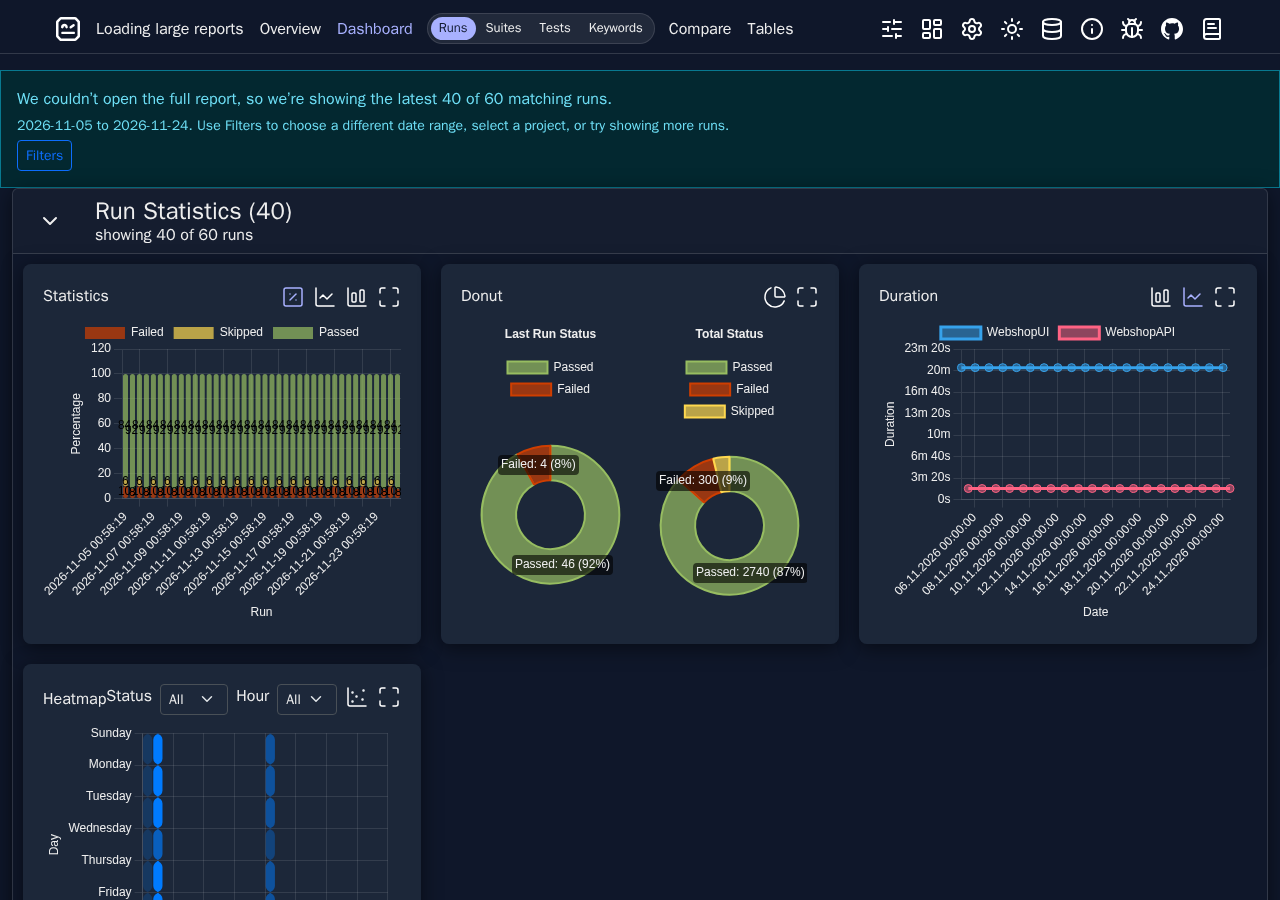 Loading large reports Overview Dashboard Runs Suites Tests Keywords Compare Tables
We couldn't open the full report, so we're showing the latest 40 of 60 matching runs.
2026-11-05 to 2026-11-24. Use Filters to choose a different date range, select a project, or try showing more runs.
Filters
Run Statistics (40)
showing 40 of 60 runs
Statistics
Failed Skipped Passed
120
100
80
60
40
20
0
Percentage
2026-11-05 00:58:19
2026-11-07 00:58:19
2026-11-09 00:58:19
2026-11-11 00:58:19
2026-11-13 00:58:19
2026-11-15 00:58:19
2026-11-17 00:58:19
2026-11-19 00:58:19
2026-11-21 00:58:19
2026-11-23 00:58:19
Run
Donut
Last Run Status
Passed
Failed
Failed: 4 (8%)
Passed: 46 (92%)
Total Status
Passed
Failed
Skipped
Failed: 300 (9%)
Passed: 2740 (87%)
Duration
WebshopUI WebshopAPI
23m 20s
20m
16m 40s
13m 20s
10m
6m 40s
3m 20s
0s
Duration
06.11.2026 00:00:00
08.11.2026 00:00:00
10.11.2026 00:00:00
12.11.2026 00:00:00
14.11.2026 00:00:00
16.11.2026 00:00:00
18.11.2026 00:00:00
20.11.2026 00:00:00
22.11.2026 00:00:00
24.11.2026 00:00:00
Date
Heatmap Status All Hour All
Sunday
Monday
Tuesday
Wednesday
Thursday
Friday
Day